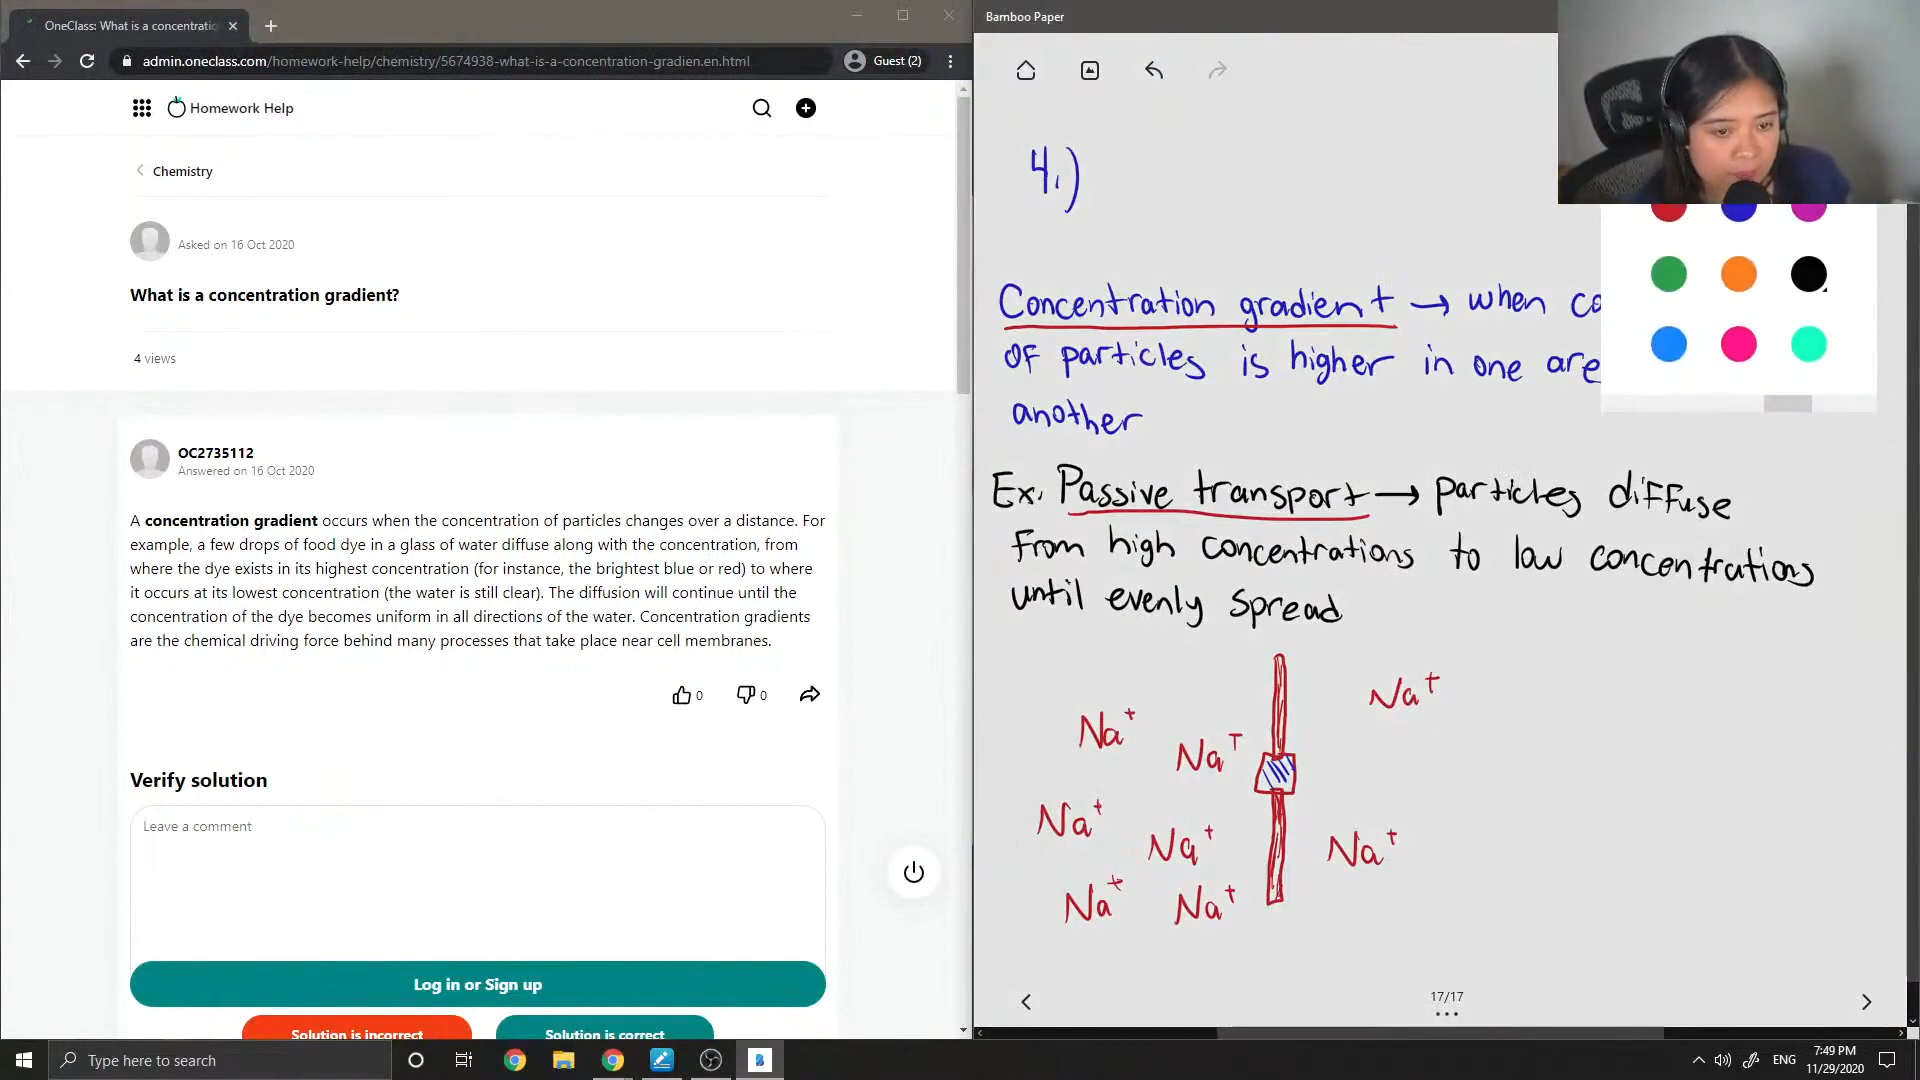 OneClass: What is a concentratio
admin.oneclass.com/homework-help/chemistry/5674938-what-is-a-concentration-gradien.en.html
Guest (2)
Homework Help
Chemistry
Asked on 16 Oct 2020
What is a concentration gradient?
4 views
OC2735112
Answered on 16 Oct 2020
A concentration gradient occurs when the concentration of particles changes over a distance. For
example, a few drops of food dye in a glass of water diffuse along with the concentration, from
where the dye exists in its highest concentration (for instance, the brightest blue or red) to where
it occurs at its lowest concentration (the water is still clear). The diffusion will continue until the
concentration of the dye becomes uniform in all directions of the water. Concentration gradients
are the chemical driving force behind many processes that take place near cell membranes.
0
0
Verify solution
Leave a comment
Log in or Sign up
Solution is incorrect
Solution is correct
Bamboo Paper
4.)
Concentration gradient → when co
of particles is higher in one are
another
Ex. Passive transport → particles diffuse
from high concentrations to low concentrations
until evenly spread
Na+
Na+
Na+
Na+
Na+
Na+
Na+
Na+
17/17
Type here to search
ENG
7:49 PM
11/29/2020